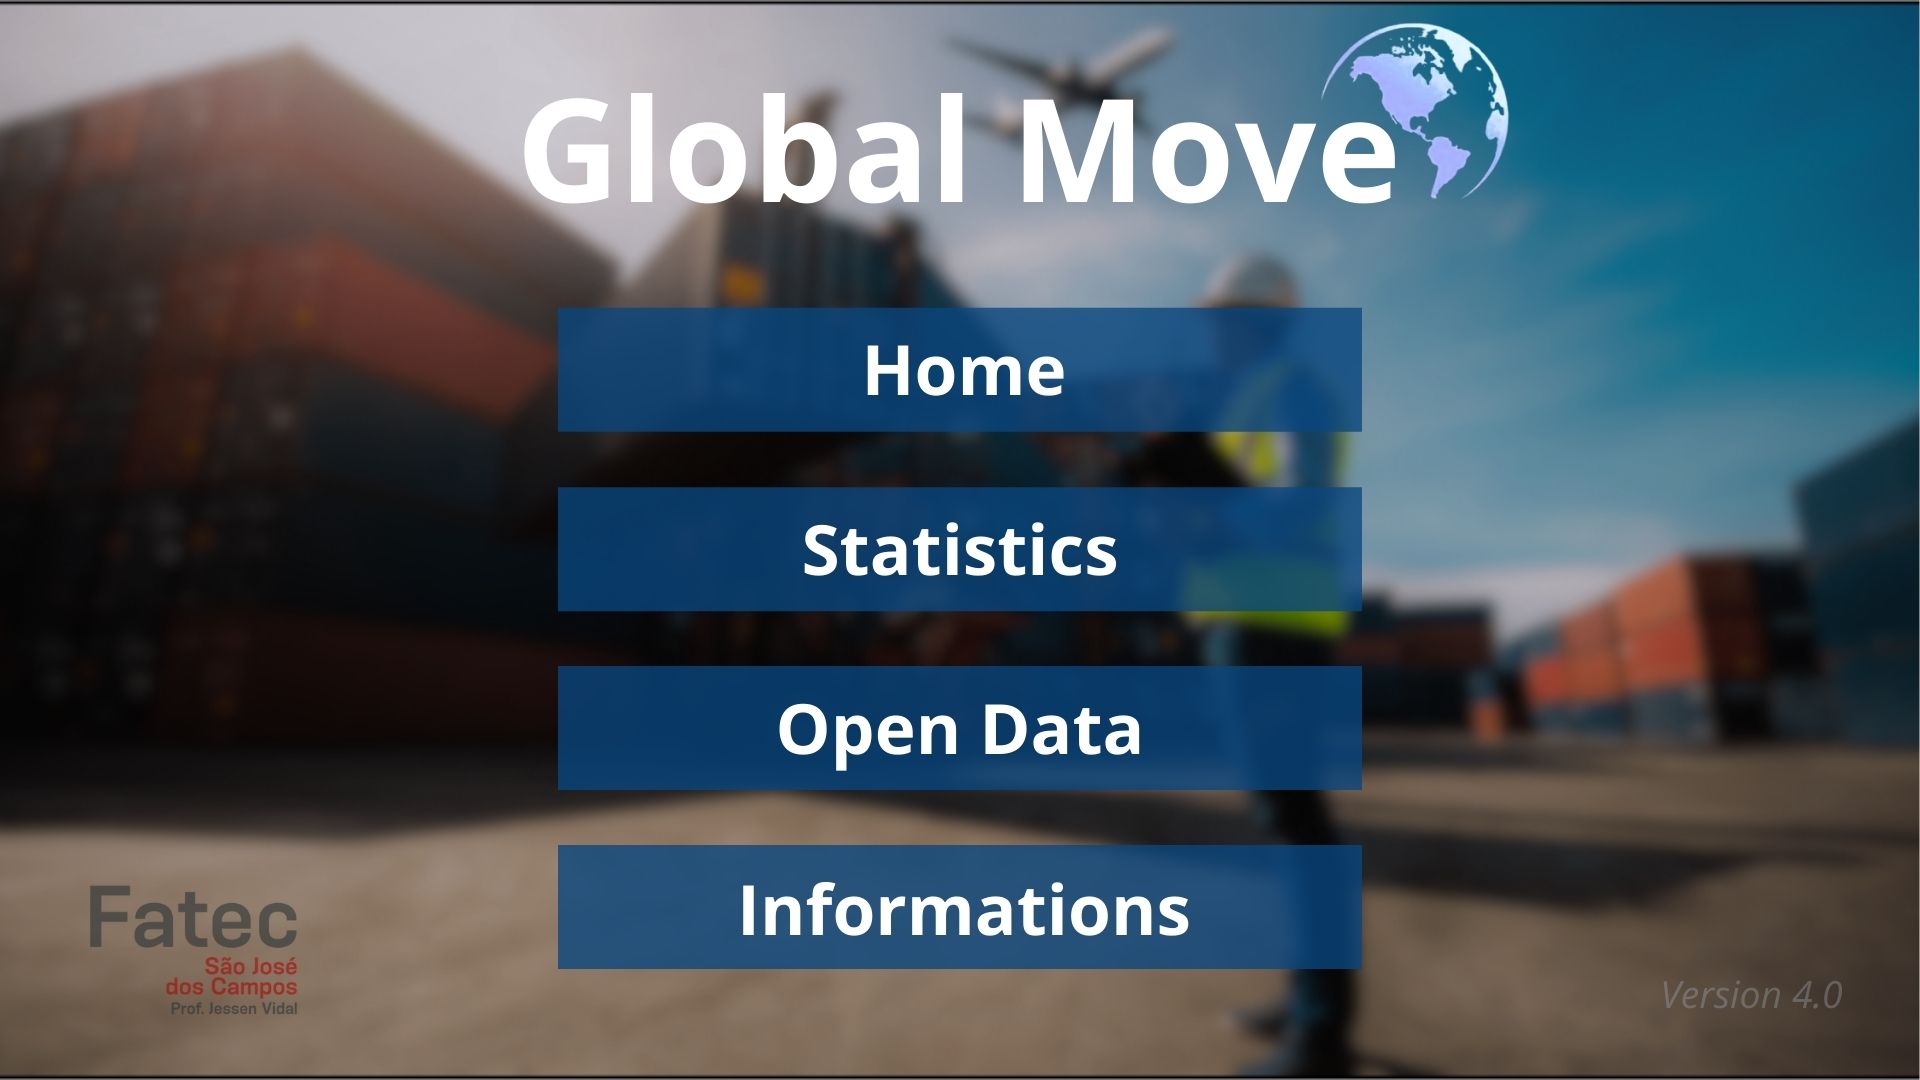 Global Move
Home
Statistics
Open Data
Informations
Fatec
São José
dos Campos
Prof. Jessen Vidal
Version 4.0